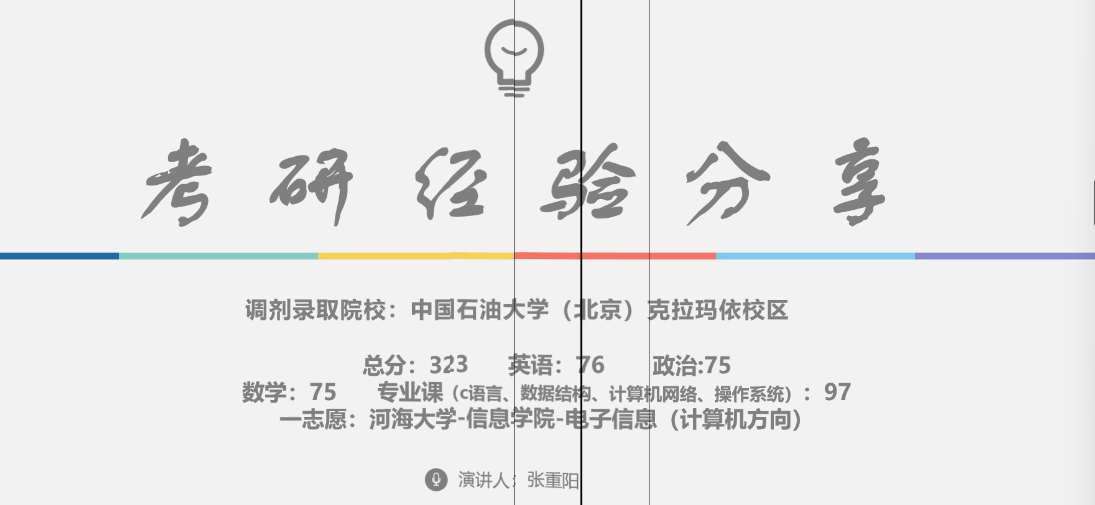 考研经验分享
调剂录取院校：中国石油大学（北京）克拉玛依校区
总分：323 英语：76 政治:75
数学：75 专业课（c语言、数据结构、计算机网络、操作系统）：97
一志愿：河海大学-信息学院-电子信息（计算机方向）
演讲人：张重阳